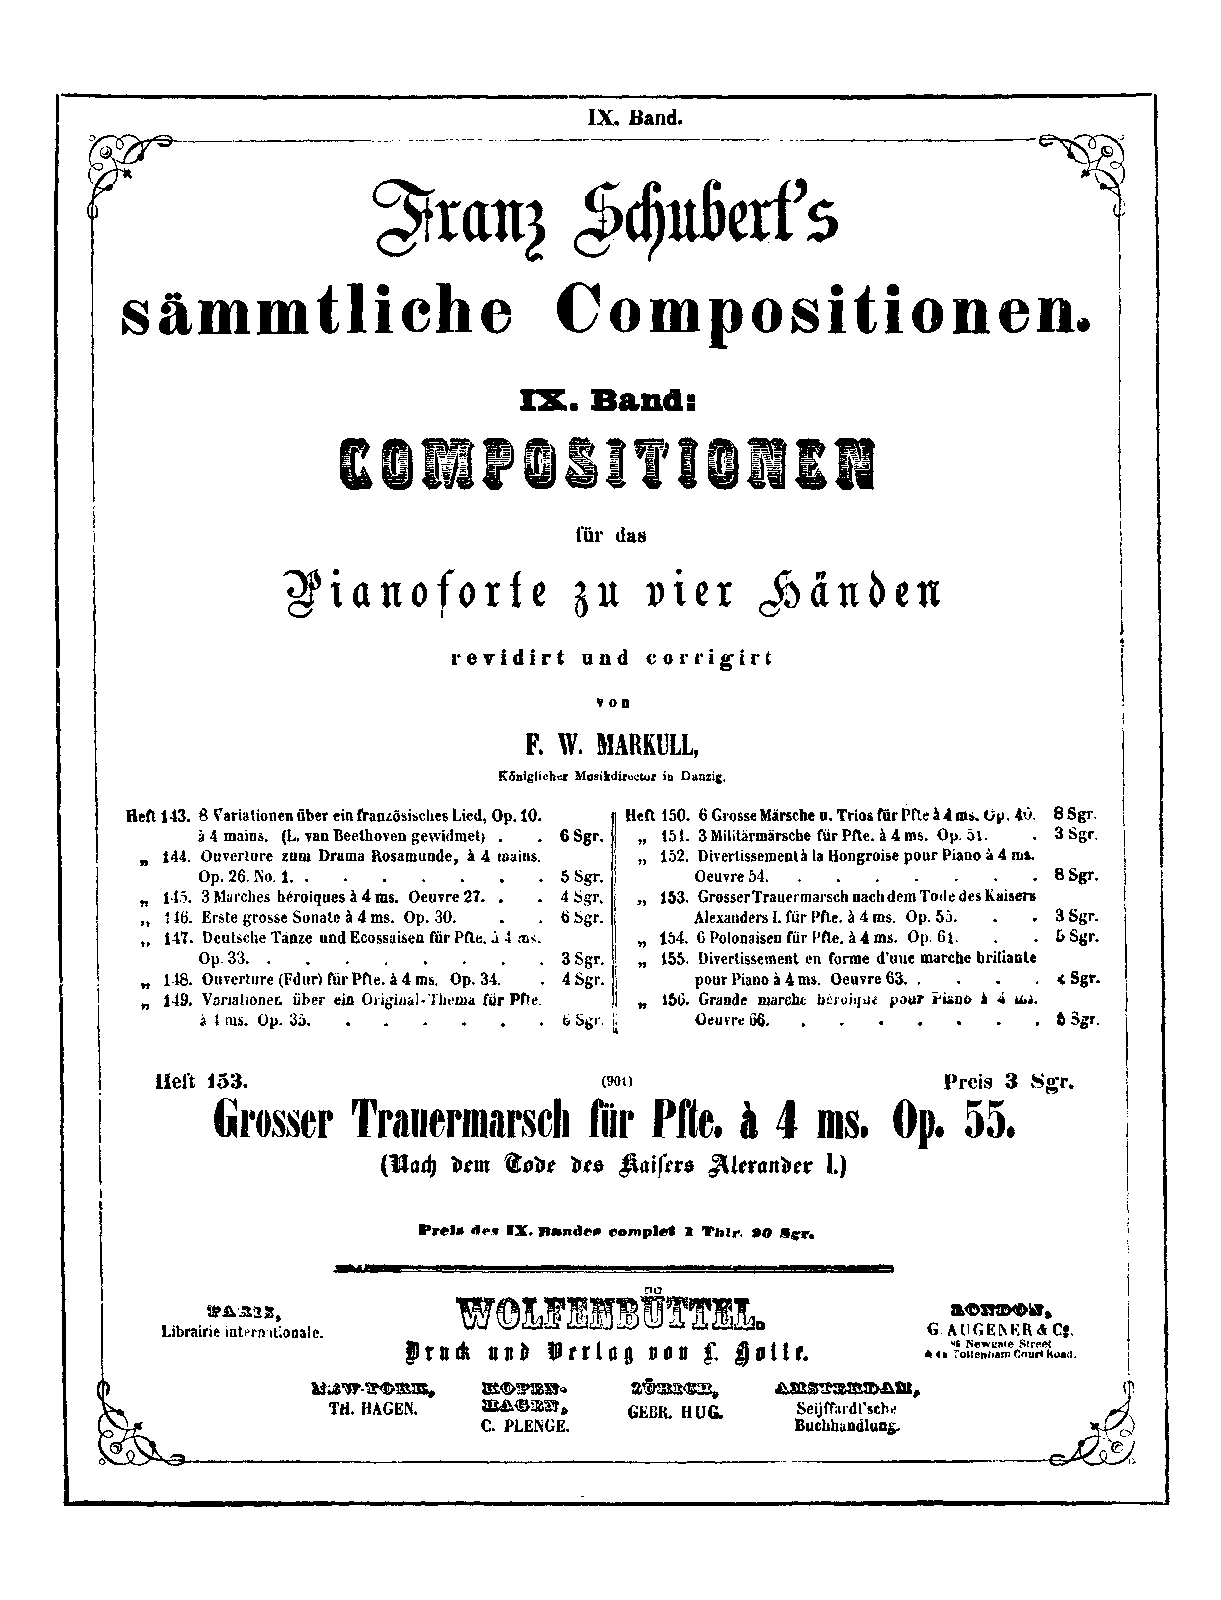 IX. Band.
Franz Schubert's
sämmtliche Compositionen.
IX. Band:
COMPOSITIONEN
für das
Pianoforte zu vier Händen
revidirt und corrigirt
von
F. W. MARKULL,
Königlicher Musikdirector in Danzig.
Heft 143. 8 Variationen über ein französisches Lied, Op. 10.
à 4 mains. (L. van Beethoven gewidmet) . . 6 Sgr.
„ 144. Ouverture zum Drama Rosamunde, à 4 mains.
Op. 26. No. 1. . . . . . . . 5 Sgr.
„ 145. 3 Marches héroiques à 4 ms. Oeuvre 27. . . 4 Sgr.
„ 146. Erste grosse Sonate à 4 ms. Op. 30. . . 6 Sgr.
„ 147. Deutsche Tänze und Ecossaisen für Pfte. à 4 ms.
Op. 33. . . . . . . . . 3 Sgr.
„ 148. Ouverture (Fdur) für Pfte. à 4 ms. Op. 34. . 4 Sgr.
„ 149. Variationen über ein Original-Thema für Pfte.
à 4 ms. Op. 35. . . . . . . 6 Sgr.
Heft 150. 6 Grosse Märsche u. Trios für Pfte à 4 ms. Op. 40. 8 Sgr.
„ 151. 3 Militärmärsche für Pfte. à 4 ms. Op. 51. . 3 Sgr.
„ 152. Divertissement à la Hongroise pour Piano à 4 ms.
Oeuvre 54. . . . . . . . 8 Sgr.
„ 153. Grosser Trauermarsch nach dem Tode des Kaisers
Alexanders I. für Pfte. à 4 ms. Op. 55. . . 3 Sgr.
„ 154. 6 Polonaisen für Pfte. à 4 ms. Op. 61. . . 5 Sgr.
„ 155. Divertissement en forme d'une marche brillante
pour Piano à 4 ms. Oeuvre 63. . . . . 4 Sgr.
„ 156. Grande marche héroique pour Piano à 4 ms.
Oeuvre 66. . . . . . . . Sgr.
Heft 153. (901) Preis 3 Sgr.
Grosser Trauermarsch für Pfte. à 4 ms. Op. 55.
(Nach dem Tode des Kaisers Alexander I.)
Preis des IX. Bandes complet 1 Thlr. 20 Sgr.
PARIS,
Librairie internationale.
WOLFENBÜTTEL.
Druck und Verlag von L. Holle.
LONDON,
G. AUGENER & Co.
86 Newgate Street
& 44 Tottenham Court Road.
NEW-YORK,
TH. HAGEN.
KOPEN-
HAGEN,
C. PLENGE.
ZÜRICH,
GEBR. HUG.
AMSTERDAM,
Seijffardt'sche
Buchhandlung.